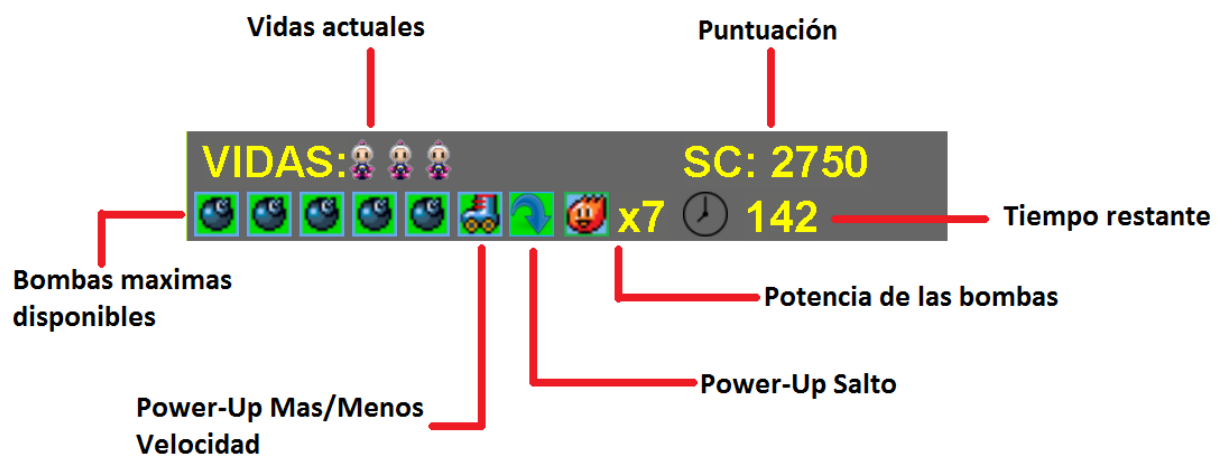 Vidas actuales
Puntuación
VIDAS:
SC: 2750
x7
142
Tiempo restante
Bombas maximas
disponibles
Potencia de las bombas
Power-Up Salto
Power-Up Mas/Menos
Velocidad